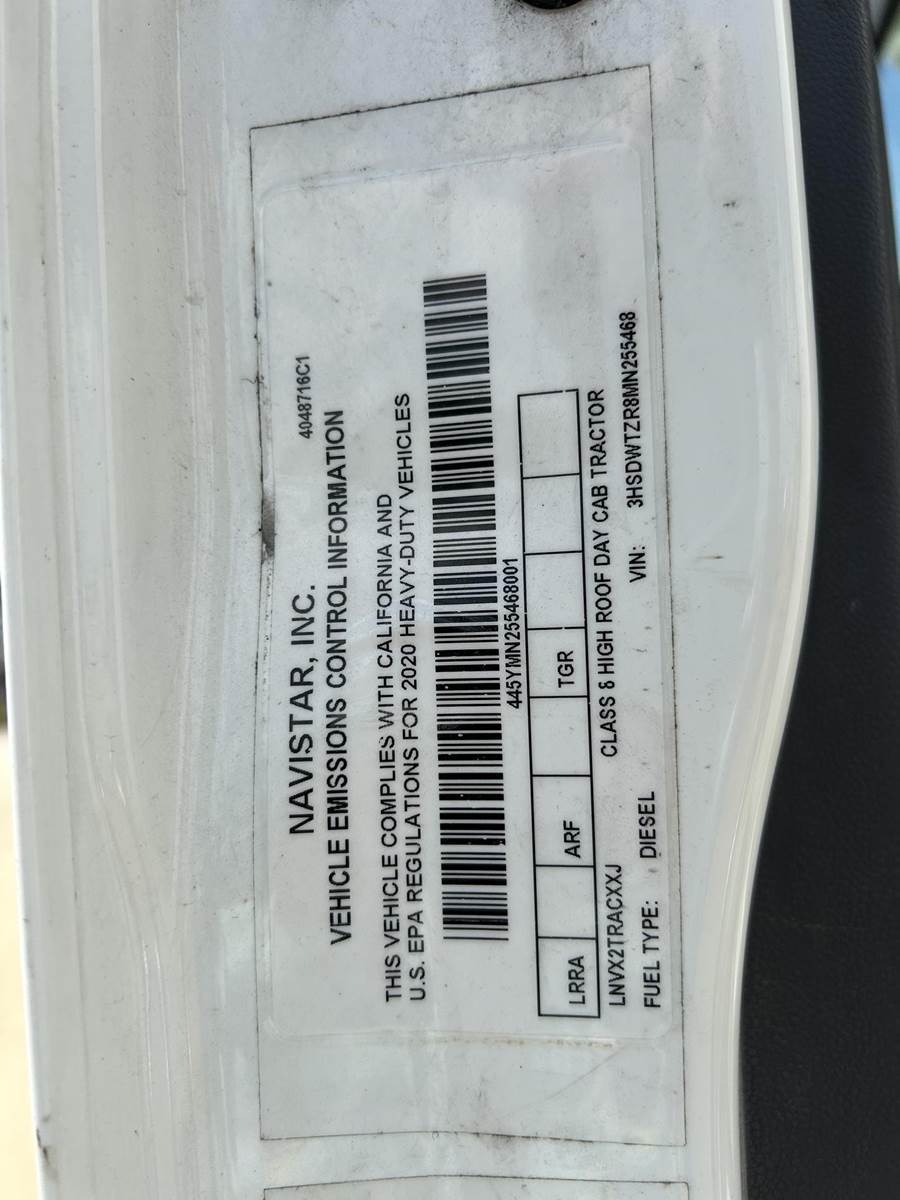 4048716C1
NAVISTAR, INC.
VEHICLE EMISSIONS CONTROL INFORMATION
THIS VEHICLE COMPLIES WITH CALIFORNIA AND
U.S. EPA REGULATIONS FOR 2020 HEAVY-DUTY VEHICLES
445YMN255468001
LRRA ARF TGR
LNVX2TRACXXJ CLASS 8 HIGH ROOF DAY CAB TRACTOR
FUEL TYPE: DIESEL VIN: 3HSDWTZR8MN255468